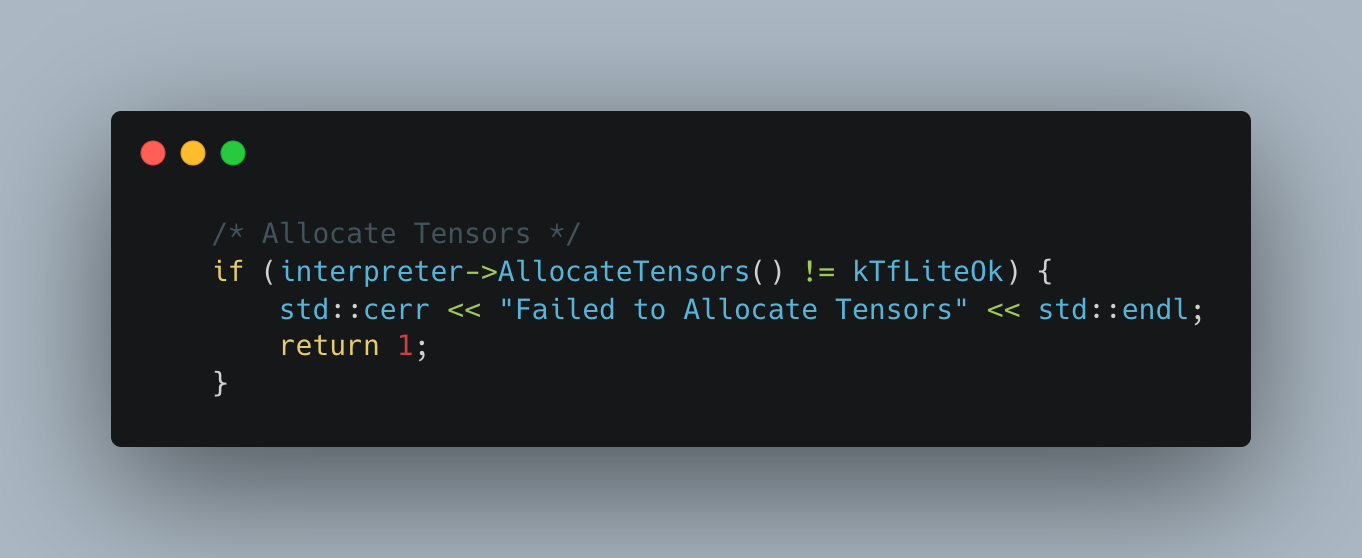 /* Allocate Tensors */
if (interpreter->AllocateTensors() != kTfLiteOk) {
    std::cerr << "Failed to Allocate Tensors" << std::endl;
    return 1;
}